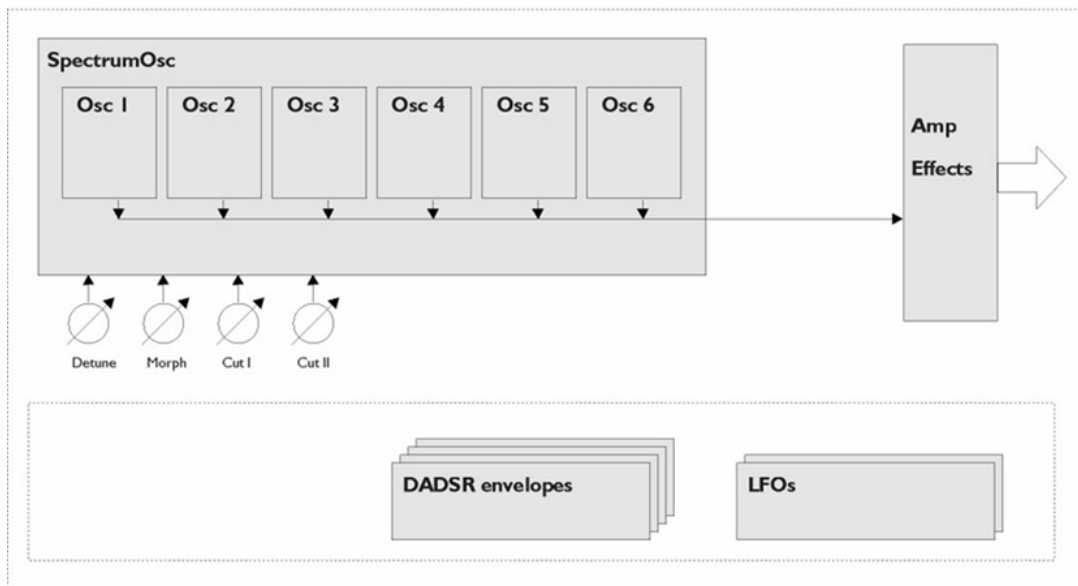 SpectrumOsc
Osc 1 Osc 2 Osc 3 Osc 4 Osc 5 Osc 6
Amp
Effects
Detune Morph Cut I Cut II
DADSR envelopes LFOs